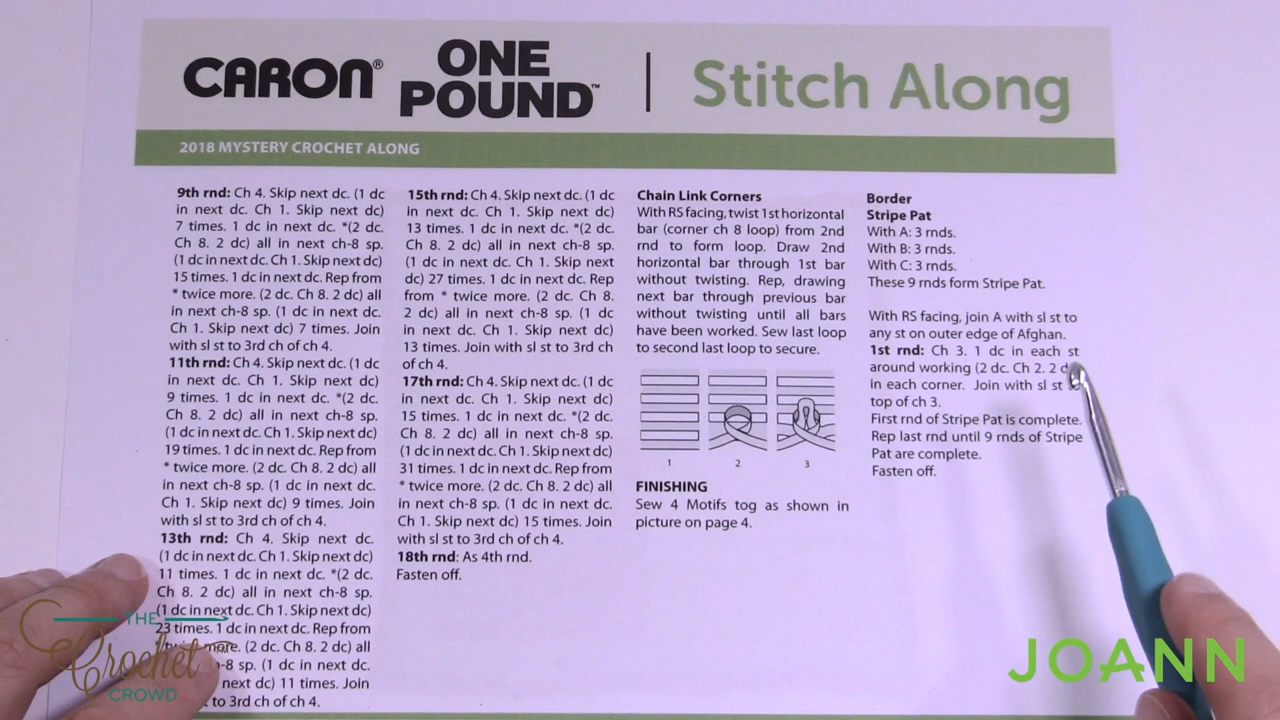 CARON® ONE POUND™ | Stitch Along
2018 MYSTERY CROCHET ALONG
9th rnd: Ch 4. Skip next dc. (1 dc
in next dc. Ch 1. Skip next dc)
7 times. 1 dc in next dc. *(2 dc.
Ch 8. 2 dc) all in next ch-8 sp.
(1 dc in next dc. Ch 1. Skip next dc)
15 times. 1 dc in next dc. Rep from
* twice more. (2 dc. Ch 8. 2 dc) all
in next ch-8 sp. (1 dc in next dc.
Ch 1. Skip next dc) 7 times. Join
with sl st to 3rd ch of ch 4.
11th rnd: Ch 4. Skip next dc. (1 dc
in next dc. Ch 1. Skip next dc)
9 times. 1 dc in next dc. *(2 dc.
Ch 8. 2 dc) all in next ch-8 sp.
(1 dc in next dc. Ch 1. Skip next dc)
19 times. 1 dc in next dc. Rep from
* twice more. (2 dc. Ch 8. 2 dc) all
in next ch-8 sp. (1 dc in next dc.
Ch 1. Skip next dc) 9 times. Join
with sl st to 3rd ch of ch 4.
13th rnd: Ch 4. Skip next dc.
(1 dc in next dc. Ch 1. Skip next dc)
11 times. 1 dc in next dc. *(2 dc.
Ch 8. 2 dc) all in next ch-8 sp.
(1 dc in next dc. Ch 1. Skip next dc)
23 times. 1 dc in next dc. Rep from
(2 dc. Ch 8. 2 dc) all
-8 sp. (1 dc in next dc.
next dc) 11 times. Join
to 3rd ch of ch 4.
15th rnd: Ch 4. Skip next dc. (1 dc
in next dc. Ch 1. Skip next dc)
13 times. 1 dc in next dc. *(2 dc.
Ch 8. 2 dc) all in next ch-8 sp.
(1 dc in next dc. Ch 1. Skip next
dc) 27 times. 1 dc in next dc. Rep
from * twice more. (2 dc. Ch 8.
2 dc) all in next ch-8 sp. (1 dc
in next dc. Ch 1. Skip next dc)
13 times. Join with sl st to 3rd ch
of ch 4.
17th rnd: Ch 4. Skip next dc. (1 dc
in next dc. Ch 1. Skip next dc)
15 times. 1 dc in next dc. *(2 dc.
Ch 8. 2 dc) all in next ch-8 sp.
(1 dc in next dc. Ch 1. Skip next dc)
31 times. 1 dc in next dc. Rep from
* twice more. (2 dc. Ch 8. 2 dc) all
in next ch-8 sp. (1 dc in next dc.
Ch 1. Skip next dc) 15 times. Join
with sl st to 3rd ch of ch 4.
18th rnd: As 4th rnd.
Fasten off.
Chain Link Corners
With RS facing, twist 1st horizontal
bar (corner ch 8 loop) from 2nd
rnd to form loop. Draw 2nd
horizontal bar through 1st bar
without twisting. Rep, drawing
next bar through previous bar
without twisting until all bars
have been worked. Sew last loop
to second last loop to secure.
1 2 3
FINISHING
Sew 4 Motifs tog as shown in
picture on page 4.
Border
Stripe Pat
With A: 3 rnds.
With B: 3 rnds.
With C: 3 rnds.
These 9 rnds form Stripe Pat.
With RS facing, join A with sl st to
any st on outer edge of Afghan.
1st rnd: Ch 3. 1 dc in each st
around working (2 dc. Ch 2. 2
in each corner. Join with sl st
top of ch 3.
First rnd of Stripe Pat is complete.
Rep last rnd until 9 rnds of Stripe
Pat are complete.
Fasten off.
THE
Crochet
CROWD
JOANN